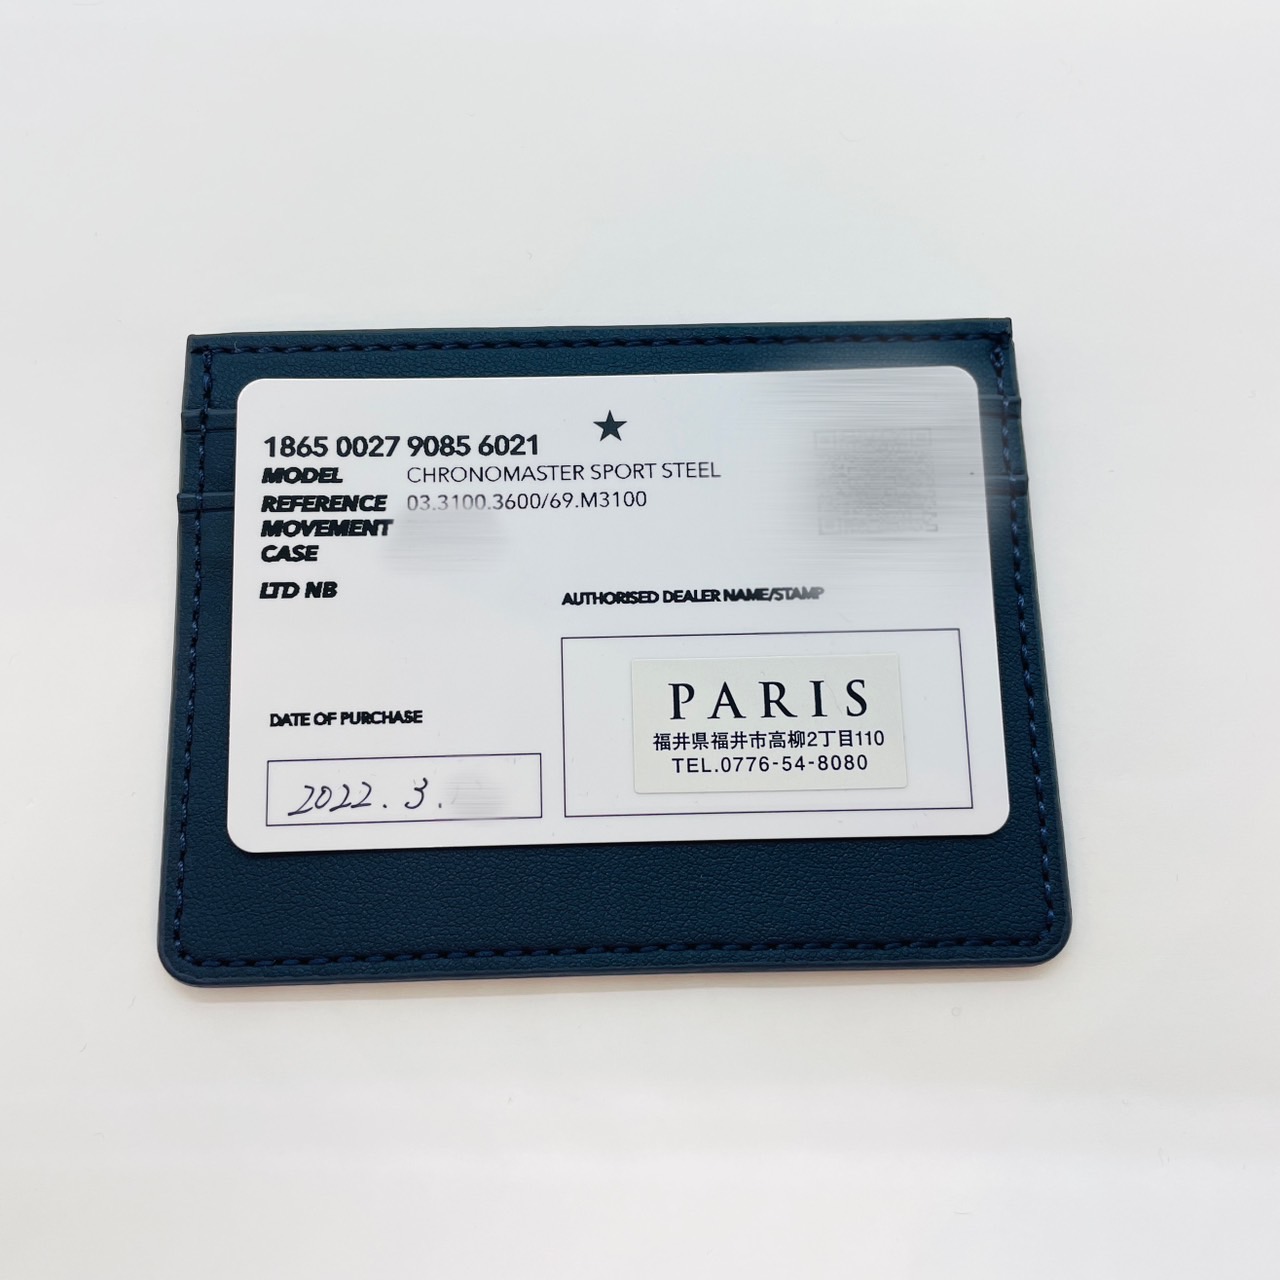 1865 0027 9085 6021
MODEL CHRONOMASTER SPORT STEEL
REFERENCE 03.3100.3600/69.M3100
MOVEMENT
CASE
LTD NB
AUTHORISED DEALER NAME/STAMP
PARIS
福井県福井市高柳2丁目110
TEL.0776-54-8080
DATE OF PURCHASE
2022.3.